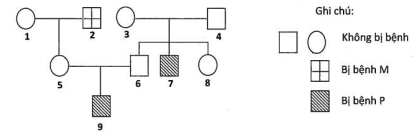 Ghi chú:
1 2 3 4
Không bị bệnh
5 6 7 8
Bị bệnh M
9
Bị bệnh P